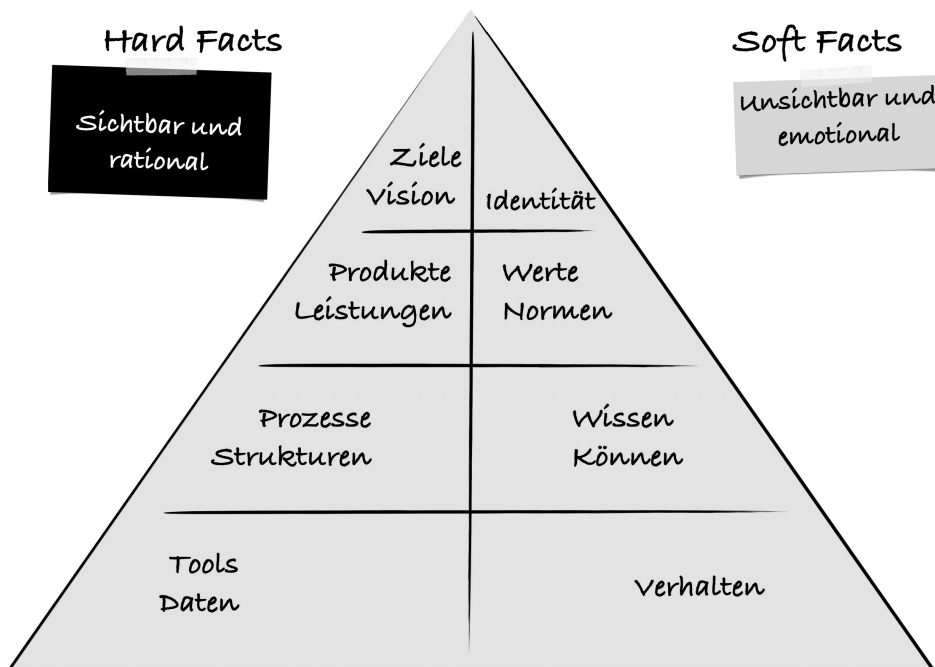 Hard Facts
Soft Facts
Sichtbar und
rational
Unsichtbar und
emotional
Ziele
Vision
Identität
Produkte
Leistungen
Werte
Normen
Prozesse
Strukturen
Wissen
Können
Tools
Daten
Verhalten